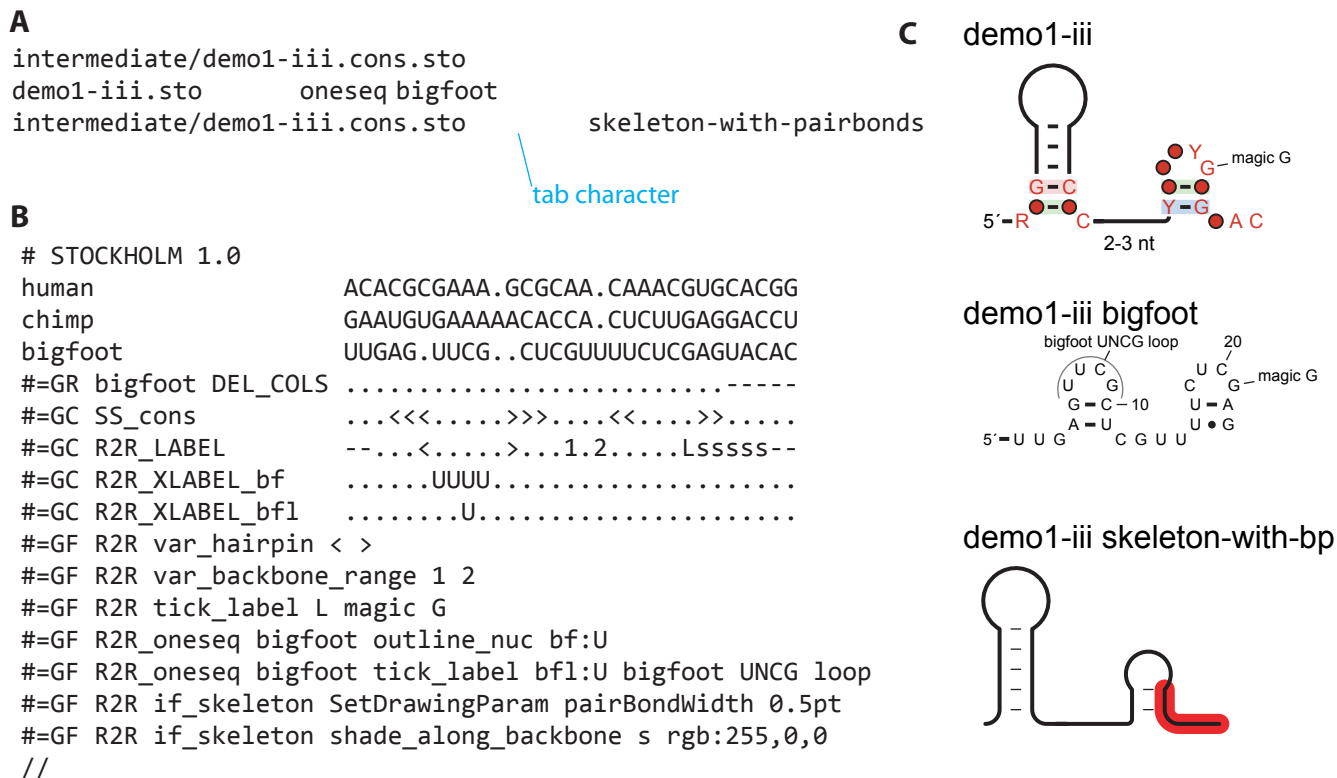 A
intermediate/demo1-iii.cons.sto
demo1-iii.sto oneseq bigfoot
intermediate/demo1-iii.cons.sto skeleton-with-pairbonds
tab character
B
# STOCKHOLM 1.0
human ACACGCGAAA.GCGCAA.CAAACGUGCACGG
chimp GAAUGUGAAAAACACCA.CUCUUGAGGACCU
bigfoot UUGAG.UUCG..CUCGUUUUCUCGAGUACAC
#=GR bigfoot DEL_COLS ..........................-----
#=GC SS_cons ...<<<.....>>>....<<....>>.....
#=GC R2R_LABEL --...<.....>...1.2.....Lsssss--
#=GC R2R_XLABEL_bf ......UUUU.....................
#=GC R2R_XLABEL_bfl ........U......................
#=GF R2R var_hairpin < >
#=GF R2R var_backbone_range 1 2
#=GF R2R tick_label L magic G
#=GF R2R_oneseq bigfoot outline_nuc bf:U
#=GF R2R_oneseq bigfoot tick_label bfl:U bigfoot UNCG loop
#=GF R2R if_skeleton SetDrawingParam pairBondWidth 0.5pt
#=GF R2R if_skeleton shade_along_backbone s rgb:255,0,0
//
C
demo1-iii
Y
G magic G
G C
Y G
5´ R C
A C
2-3 nt
demo1-iii bigfoot
bigfoot UNCG loop 20
U C U C
U G C G magic G
G C 10 U A
A U U G
5´ U U G C G U U
demo1-iii skeleton-with-bp